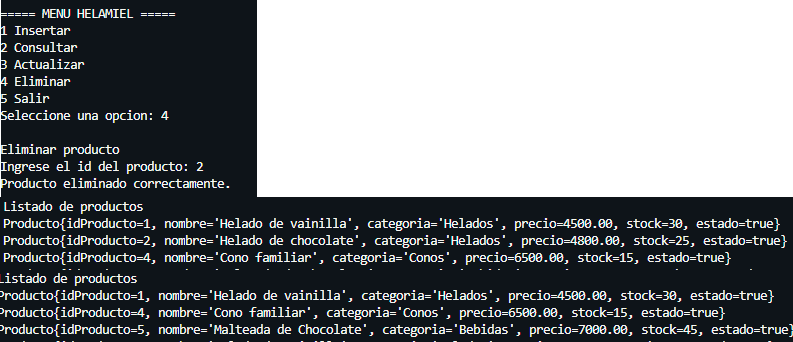 ===== MENU HELAMIEL =====
1 Insertar
2 Consultar
3 Actualizar
4 Eliminar
5 Salir
Seleccione una opcion: 4
Eliminar producto
Ingrese el id del producto: 2
Producto eliminado correctamente.
Listado de productos
Producto{idProducto=1, nombre='Helado de vainilla', categoria='Helados', precio=4500.00, stock=30, estado=true}
Producto{idProducto=2, nombre='Helado de chocolate', categoria='Helados', precio=4800.00, stock=25, estado=true}
Producto{idProducto=4, nombre='Cono familiar', categoria='Conos', precio=6500.00, stock=15, estado=true}
Listado de productos
Producto{idProducto=1, nombre='Helado de vainilla', categoria='Helados', precio=4500.00, stock=30, estado=true}
Producto{idProducto=4, nombre='Cono familiar', categoria='Conos', precio=6500.00, stock=15, estado=true}
Producto{idProducto=5, nombre='Malteada de Chocolate', categoria='Bebidas', precio=7000.00, stock=45, estado=true}